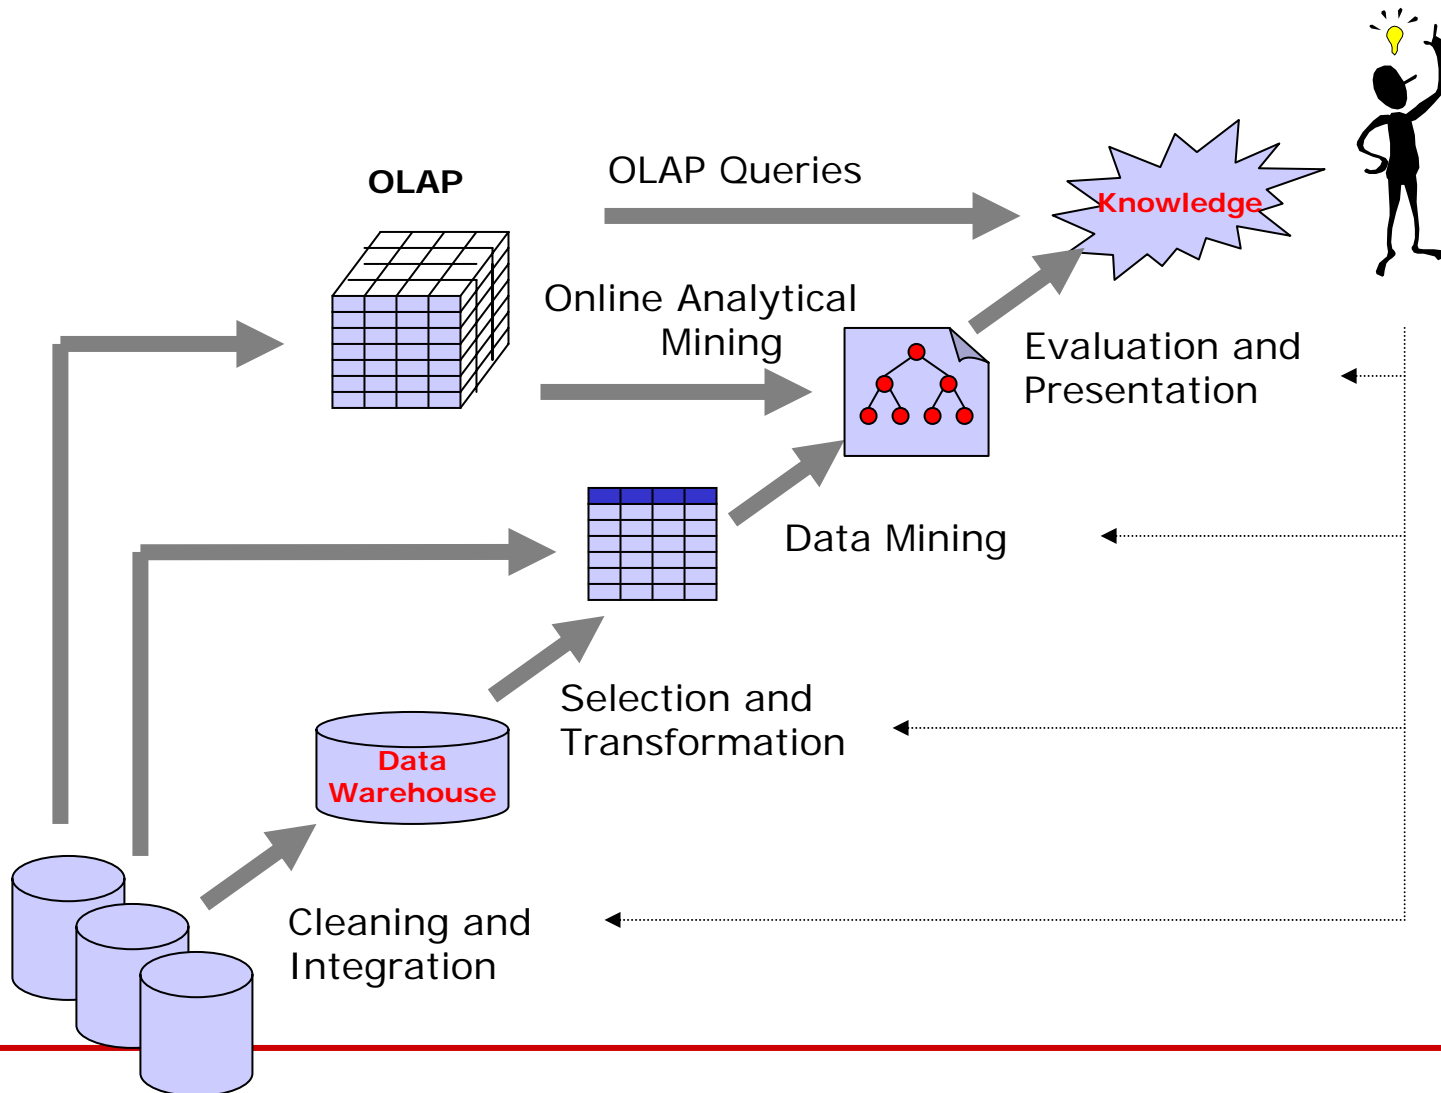 OLAP
OLAP Queries
Knowledge
Online Analytical
Mining
Evaluation and
Presentation
Data Mining
Selection and
Transformation
Data
Warehouse
Cleaning and
Integration